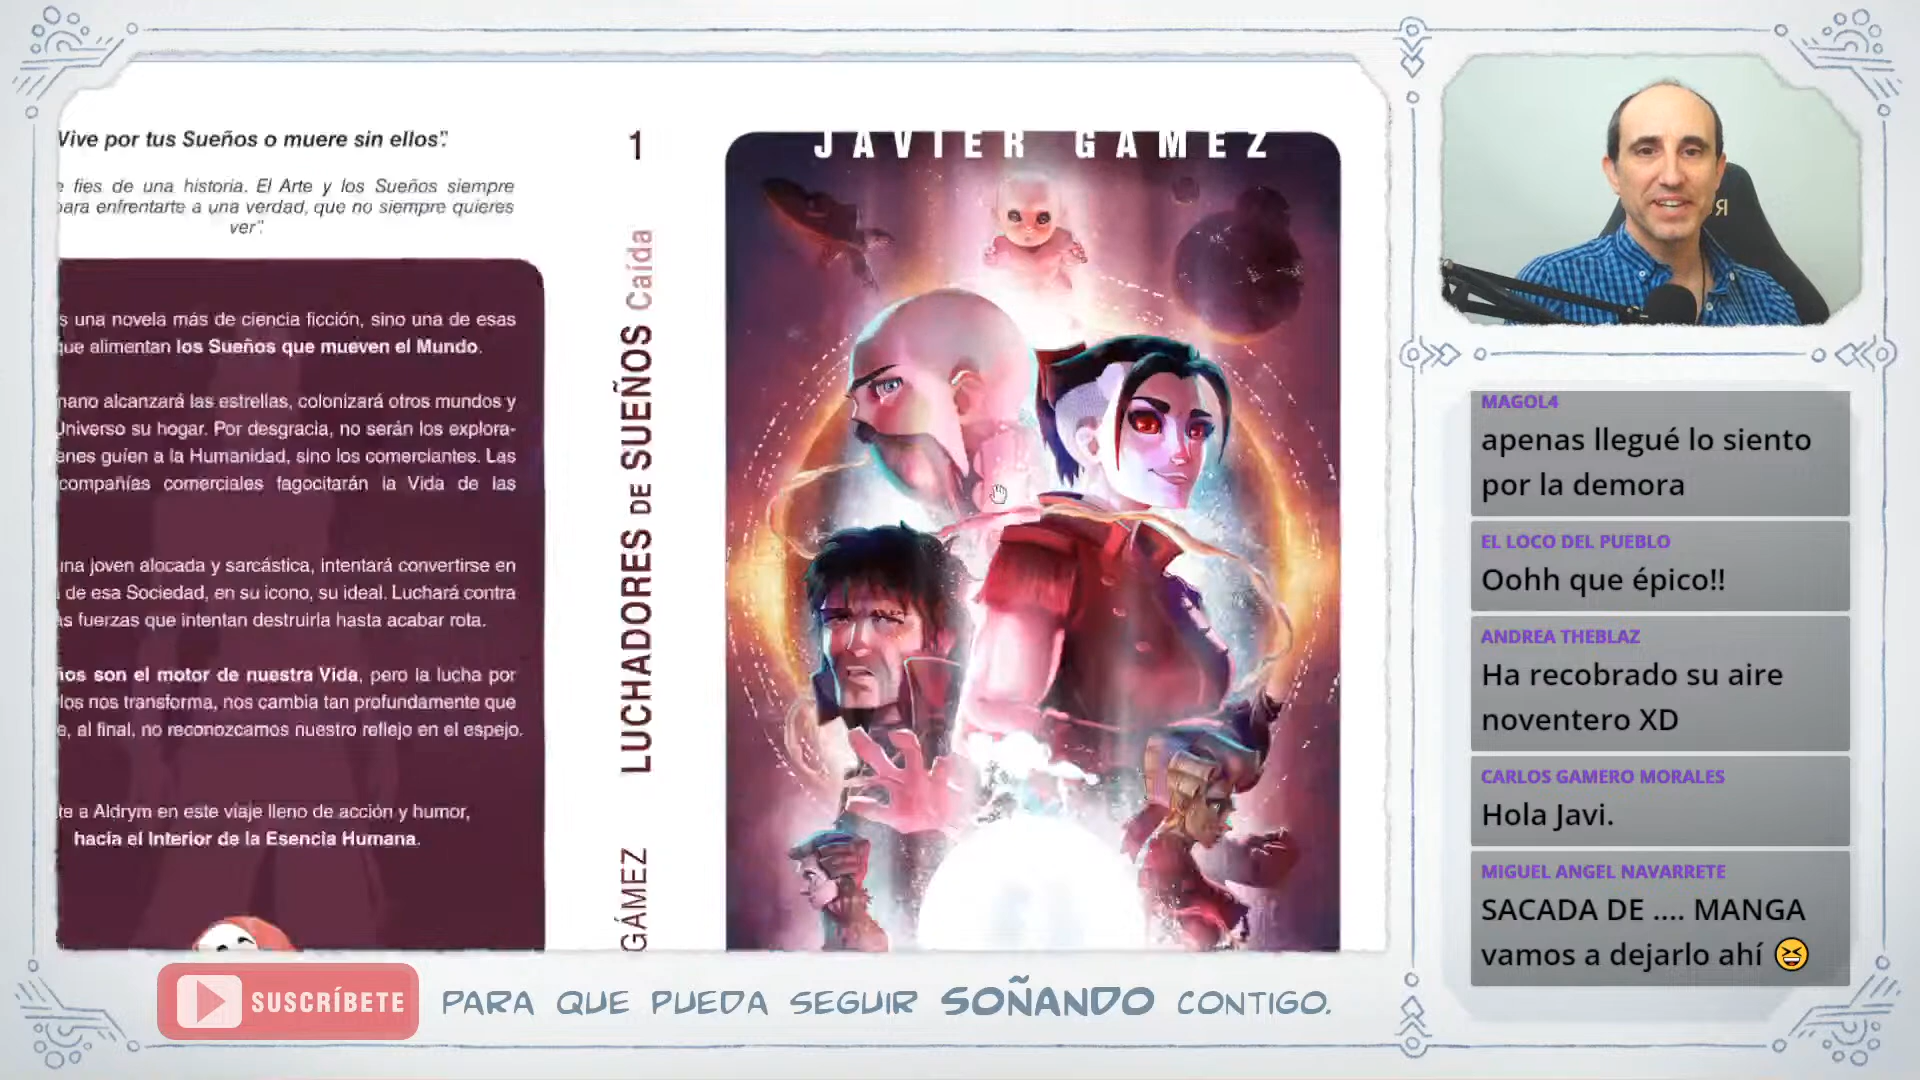 Vive por tus Sueños o muere sin ellos".
e fies de una historia. El Arte y los Sueños siempre
para enfrentarte a una verdad, que no siempre quieres
ver".
s una novela más de ciencia ficción, sino una de esas
que alimentan los Sueños que mueven el Mundo.
mano alcanzará las estrellas, colonizará otros mundos y
Universo su hogar. Por desgracia, no serán los explora-
enes guíen a la Humanidad, sino los comerciantes. Las
compañías comerciales fagocitarán la Vida de las
una joven alocada y sarcástica, intentará convertirse en
de esa Sociedad, en su icono, su ideal. Luchará contra
as fuerzas que intentan destruirla hasta acabar rota.
ños son el motor de nuestra Vida, pero la lucha por
los nos transforma, nos cambia tan profundamente que
e, al final, no reconozcamos nuestro reflejo en el espejo.
te a Aldrym en este viaje lleno de acción y humor,
hacia el Interior de la Esencia Humana.
1
LUCHADORES DE SUEÑOS Caída
GÁMEZ
JAVIER GÁMEZ
MAGOL4
apenas llegué lo siento
por la demora
EL LOCO DEL PUEBLO
Oohh que épico!!
ANDREA THEBLAZ
Ha recobrado su aire
noventero XD
CARLOS GAMERO MORALES
Hola Javi.
MIGUEL ANGEL NAVARRETE
SACADA DE .... MANGA
vamos a dejarlo ahí 😆
SUSCRÍBETE
PARA QUE PUEDA SEGUIR SOÑANDO CONTIGO.